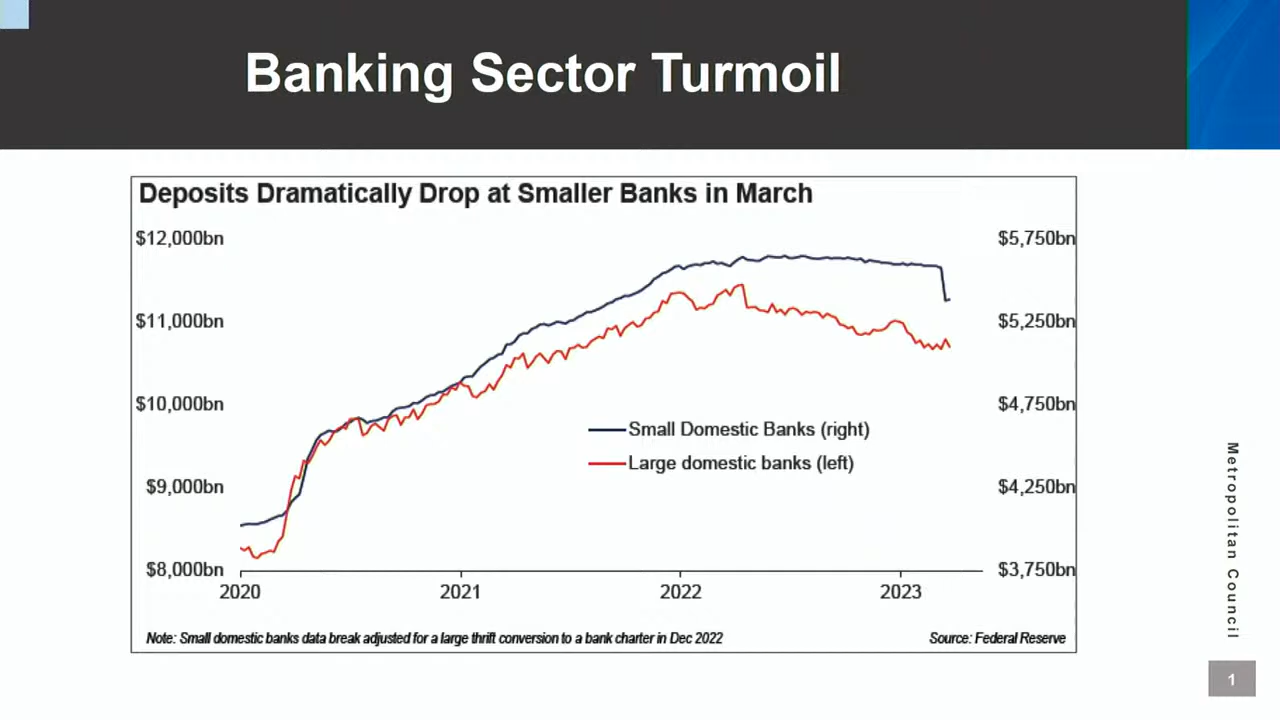 Banking Sector Turmoil
Deposits Dramatically Drop at Smaller Banks in March
$12,000bn
$5,750bn
$11,000bn
$5,250bn
$10,000bn
$4,750bn
Small Domestic Banks (right)
Large domestic banks (left)
$9,000bn
$4,250bn
$8,000bn
$3,750bn
2020 2021 2022 2023
Note: Small domestic banks data break adjusted for a large thrift conversion to a bank charter in Dec 2022
Source: Federal Reserve
Metropolitan Council
1